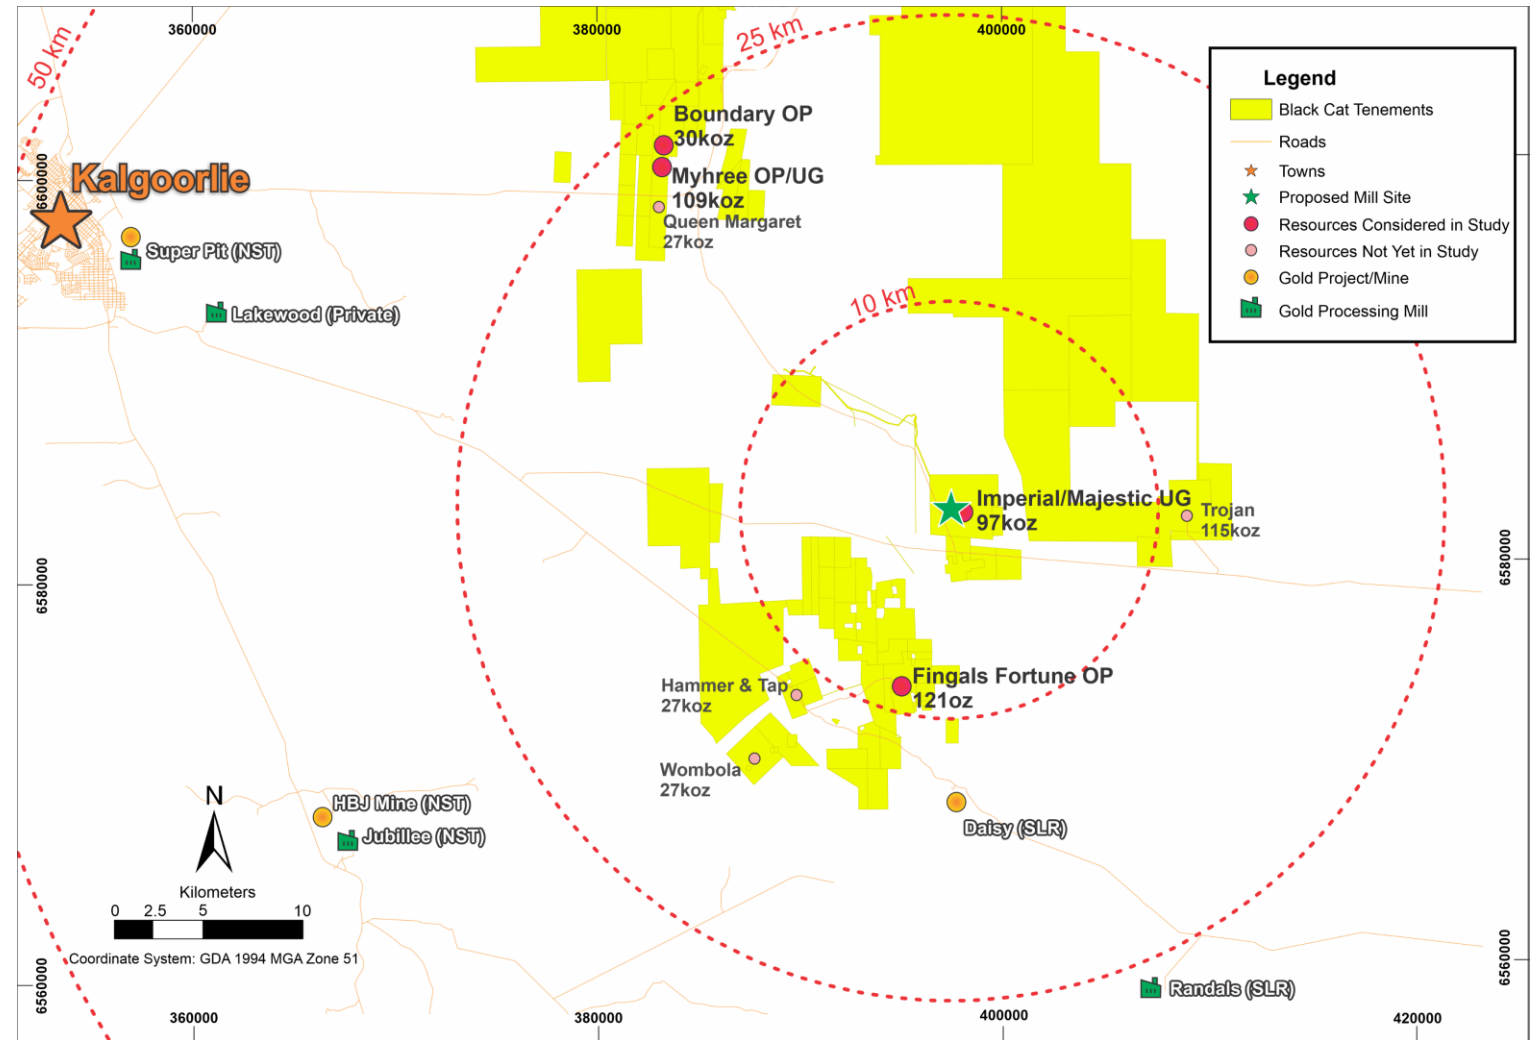 360000
380000
400000
50 km
25 km
Legend
Black Cat Tenements
Roads
Towns
Proposed Mill Site
Resources Considered in Study
Resources Not Yet in Study
Gold Project/Mine
Gold Processing Mill
Boundary OP
30koz
Myhree OP/UG
109koz
Queen Margaret
27koz
6600000
Kalgoorlie
Super Pit (NST)
Lakewood (Private)
10 km
Imperial/Majestic UG
97koz
Trojan
115koz
6580000
6580000
Fingals Fortune OP
121oz
Hammer & Tap
27koz
Wombola
27koz
HBJ Mine (NST)
Jubillee (NST)
Daisy (SLR)
N
Kilometers
0 2.5 5 10
Coordinate System: GDA 1994 MGA Zone 51
6560000
6560000
Randals (SLR)
360000
380000
400000
420000